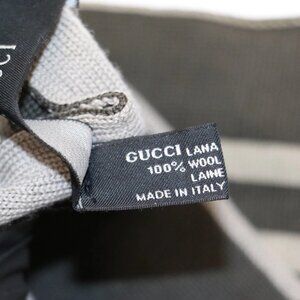 GUCCI LANA
100% WOOL
LAINE
MADE IN ITALY